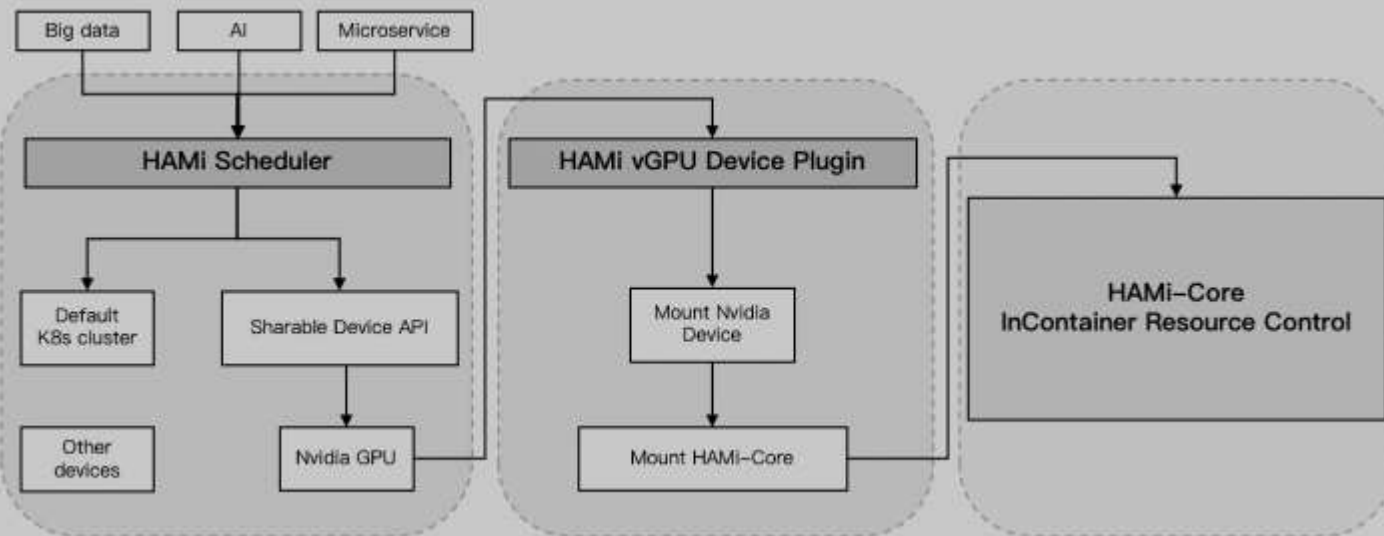 Big data
AI
Microservice
HAMi Scheduler
Default
K8s cluster
Sharable Device API
Other
devices
Nvidia GPU
HAMi vGPU Device Plugin
Mount Nvidia
Device
Mount HAMi-Core
HAMi-Core
InContainer Resource Control